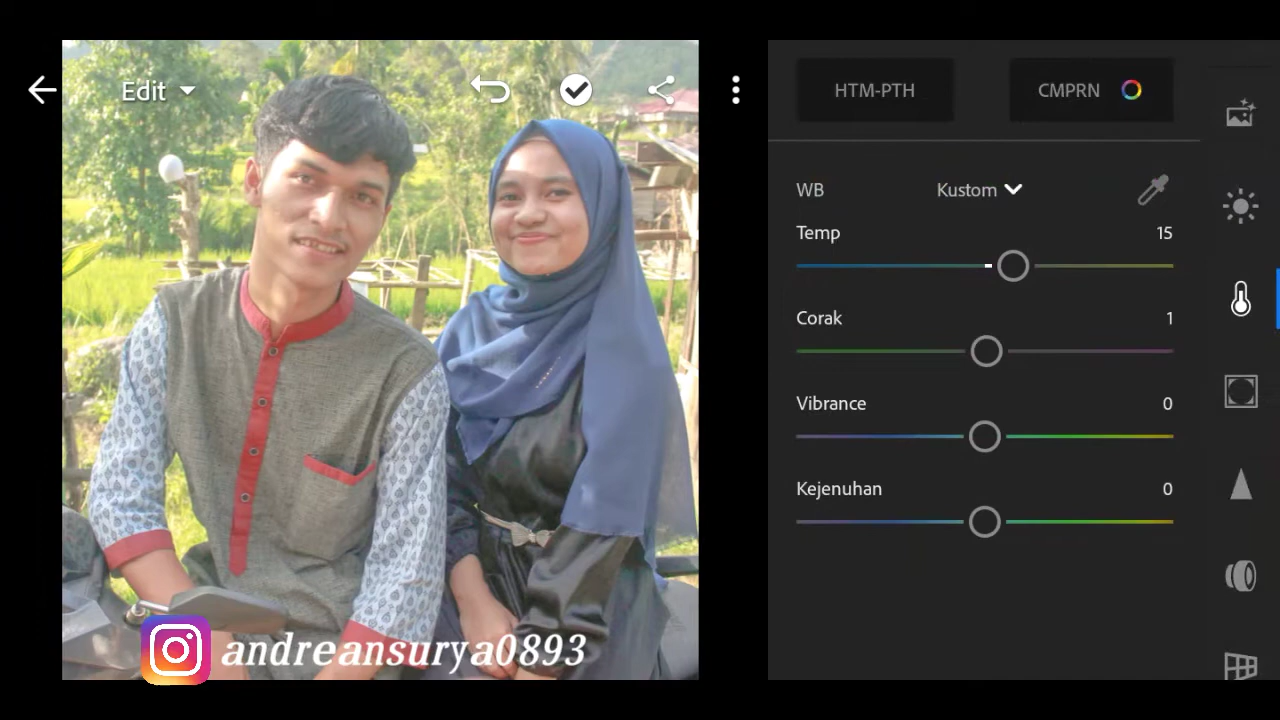 Edit
HTM-PTH
CMPRN
WB
Kustom
Temp
15
Corak
1
Vibrance
0
Kejenuhan
0
andreansurya0893